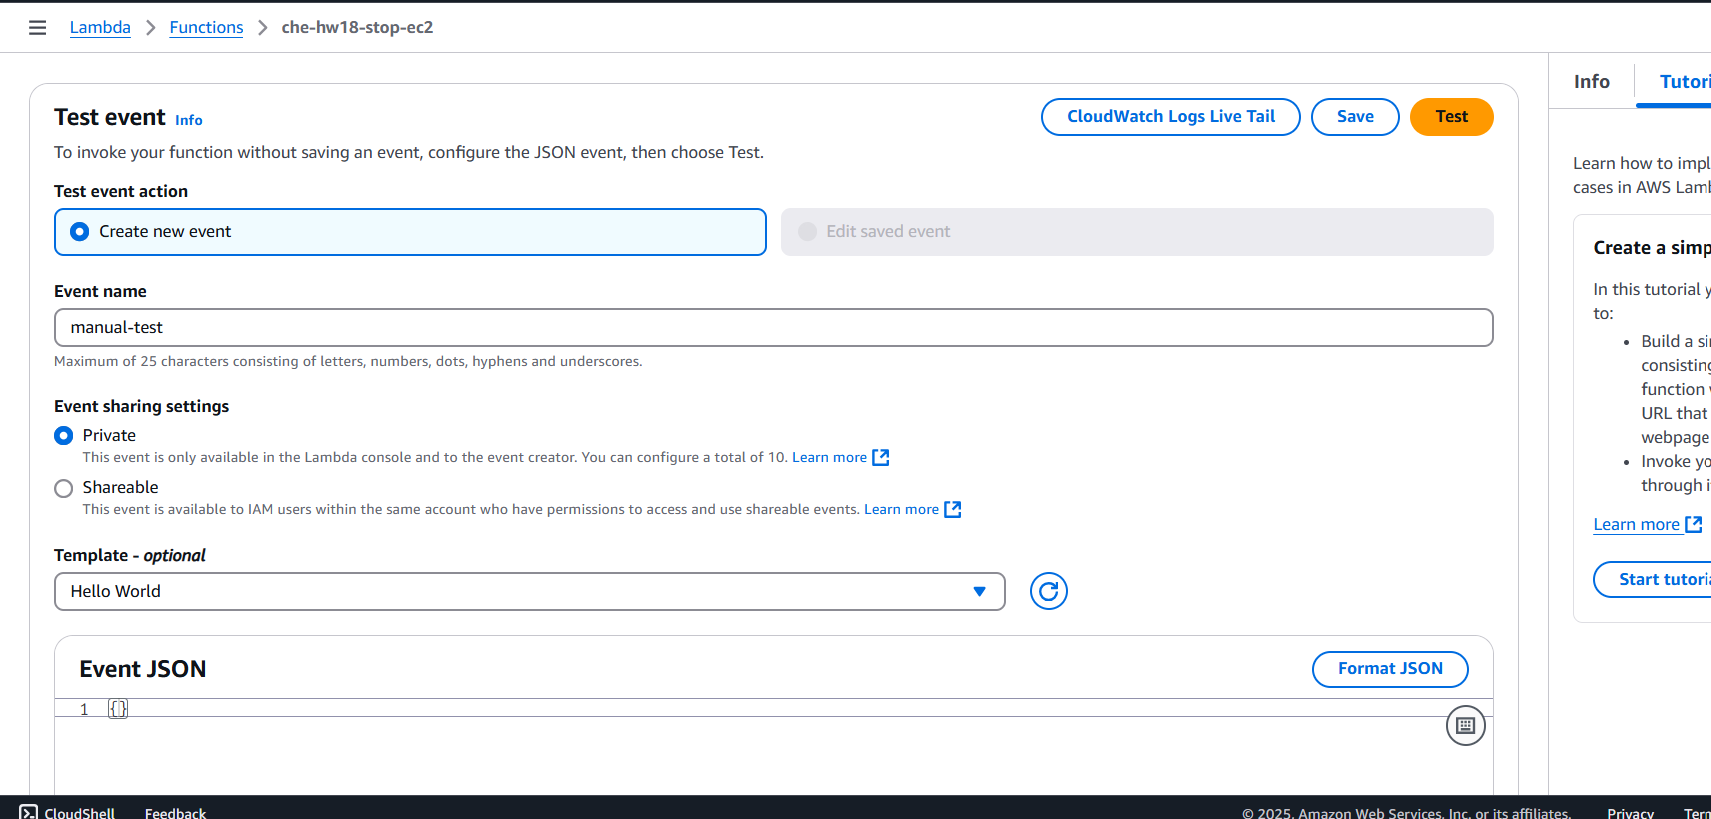 Lambda > Functions > che-hw18-stop-ec2
Test event Info
CloudWatch Logs Live Tail
Save
Test
To invoke your function without saving an event, configure the JSON event, then choose Test.
Test event action
Create new event
Edit saved event
Event name
manual-test
Maximum of 25 characters consisting of letters, numbers, dots, hyphens and underscores.
Event sharing settings
Private
This event is only available in the Lambda console and to the event creator. You can configure a total of 10. Learn more
Shareable
This event is available to IAM users within the same account who have permissions to access and use shareable events. Learn more
Template - optional
Hello World
Event JSON
Format JSON
1 {}
Info
Tutori
Learn how to impl
cases in AWS Lamb
Create a simp
In this tutorial y
to:
• Build a si
consisting
function
URL that
webpage
• Invoke yo
through i
Learn more
Start tutoria
CloudShell
Feedback
© 2025, Amazon Web Services, Inc. or its affiliates.
Privacy
Term